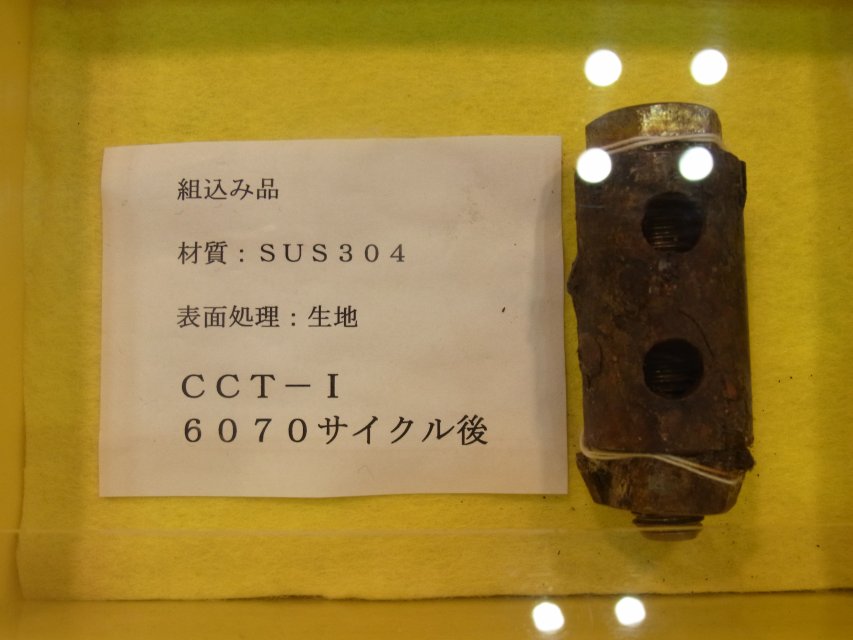 組込み品
材質：ＳＵＳ３０４
表面処理：生地
ＣＣＴ－Ｉ
６０７０サイクル後